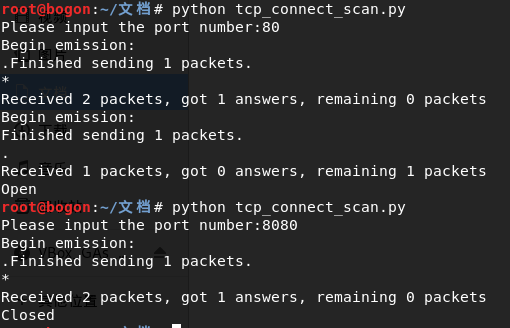 root@bogon:~/文档# python tcp_connect_scan.py
Please input the port number:80
Begin emission:
.Finished sending 1 packets.
*
Received 2 packets, got 1 answers, remaining 0 packets
Begin emission:
Finished sending 1 packets.
.
Received 1 packets, got 0 answers, remaining 1 packets
Open
root@bogon:~/文档# python tcp_connect_scan.py
Please input the port number:8080
Begin emission:
.Finished sending 1 packets.
*
Received 2 packets, got 1 answers, remaining 0 packets
Closed